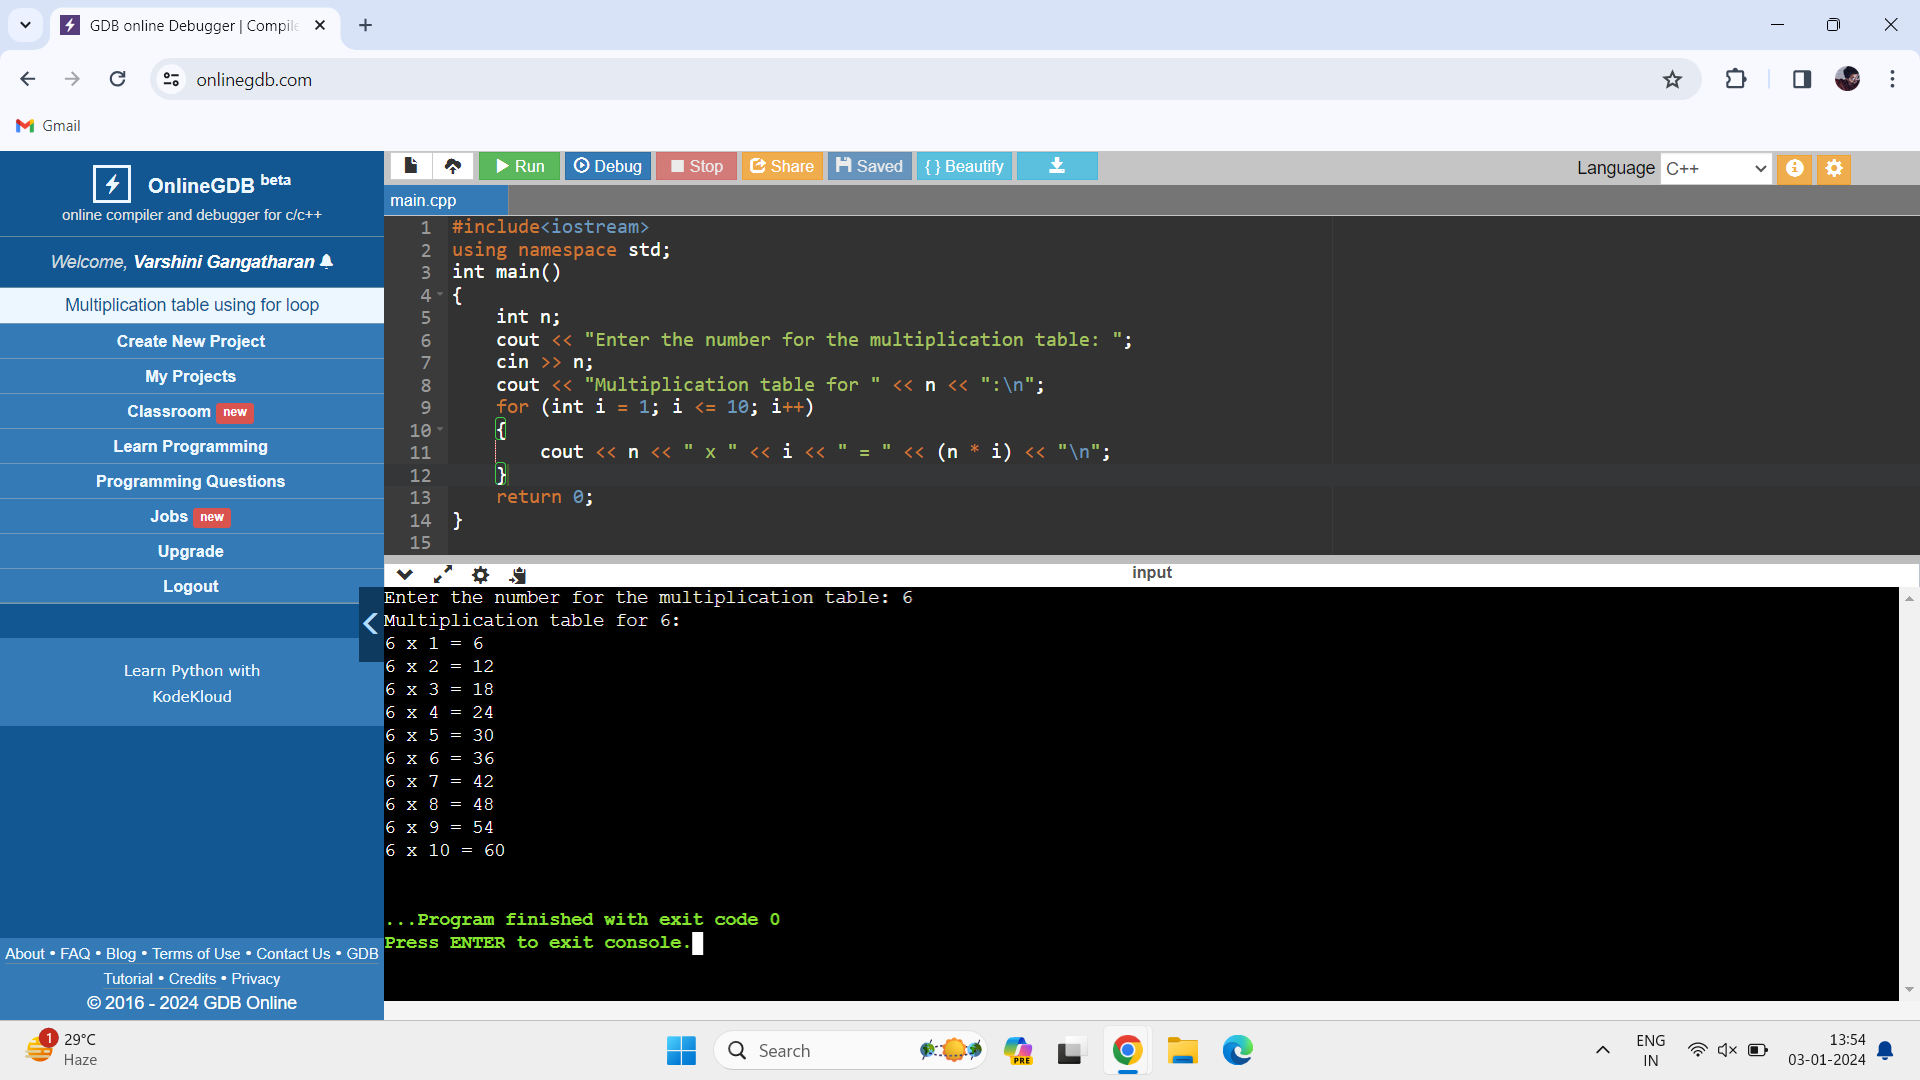 GDB online Debugger | Compile
onlinegdb.com
Gmail
OnlineGDB beta
online compiler and debugger for c/c++
Welcome, Varshini Gangatharan
Multiplication table using for loop
Create New Project
My Projects
Classroom new
Learn Programming
Programming Questions
Jobs new
Upgrade
Logout
Learn Python with
KodeKloud
About • FAQ • Blog • Terms of Use • Contact Us • GDB
Tutorial • Credits • Privacy
© 2016 - 2024 GDB Online
Run Debug Stop Share Saved { } Beautify Language C++
main.cpp
1 #include<iostream>
2 using namespace std;
3 int main()
4 {
5     int n;
6     cout << "Enter the number for the multiplication table: ";
7     cin >> n;
8     cout << "Multiplication table for " << n << ":\n";
9     for (int i = 1; i <= 10; i++)
10     {
11         cout << n << " x " << i << " = " << (n * i) << "\n";
12     }
13     return 0;
14 }
15
input
Enter the number for the multiplication table: 6
Multiplication table for 6:
6 x 1 = 6
6 x 2 = 12
6 x 3 = 18
6 x 4 = 24
6 x 5 = 30
6 x 6 = 36
6 x 7 = 42
6 x 8 = 48
6 x 9 = 54
6 x 10 = 60
...Program finished with exit code 0
Press ENTER to exit console.
1
29°C
Haze
Search
PRE
ENG
IN
13:54
03-01-2024